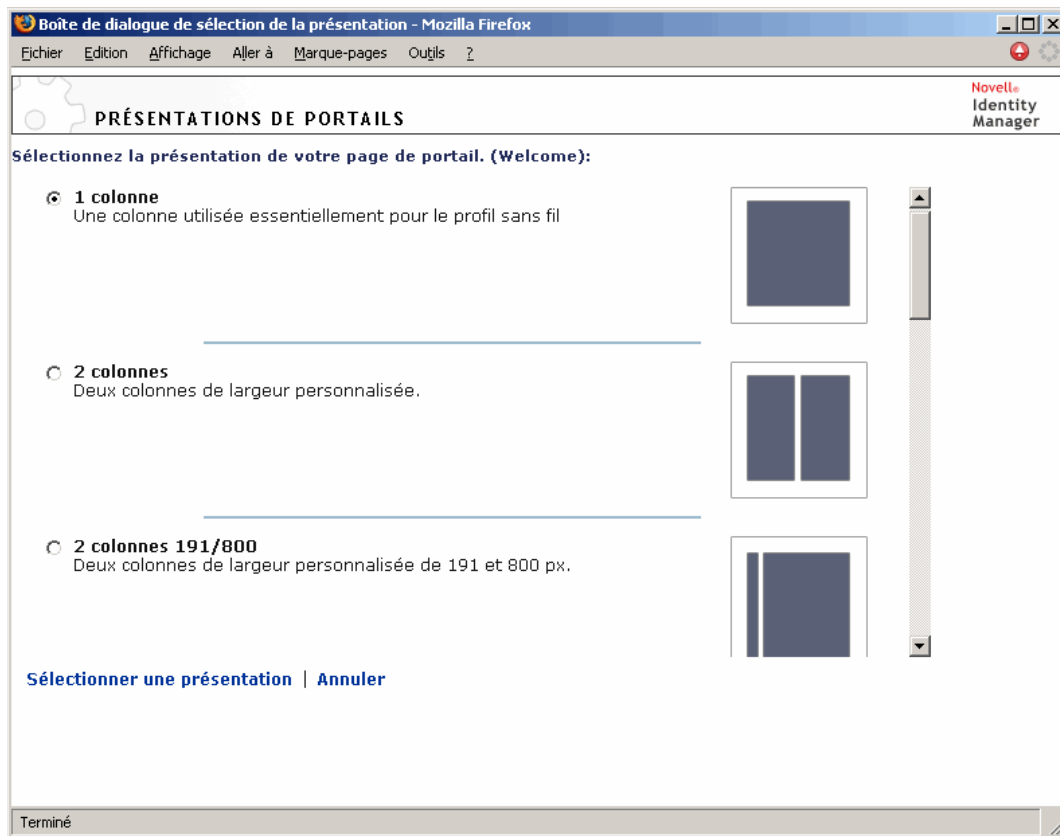 Boîte de dialogue de sélection de la présentation - Mozilla Firefox
Fichier Edition Affichage Aller à Marque-pages Outils ?
PRÉSENTATIONS DE PORTAILS
Novell®
Identity
Manager
Sélectionnez la présentation de votre page de portail. (Welcome):
1 colonne
Une colonne utilisée essentiellement pour le profil sans fil
2 colonnes
Deux colonnes de largeur personnalisée.
2 colonnes 191/800
Deux colonnes de largeur personnalisée de 191 et 800 px.
Sélectionner une présentation | Annuler
Terminé